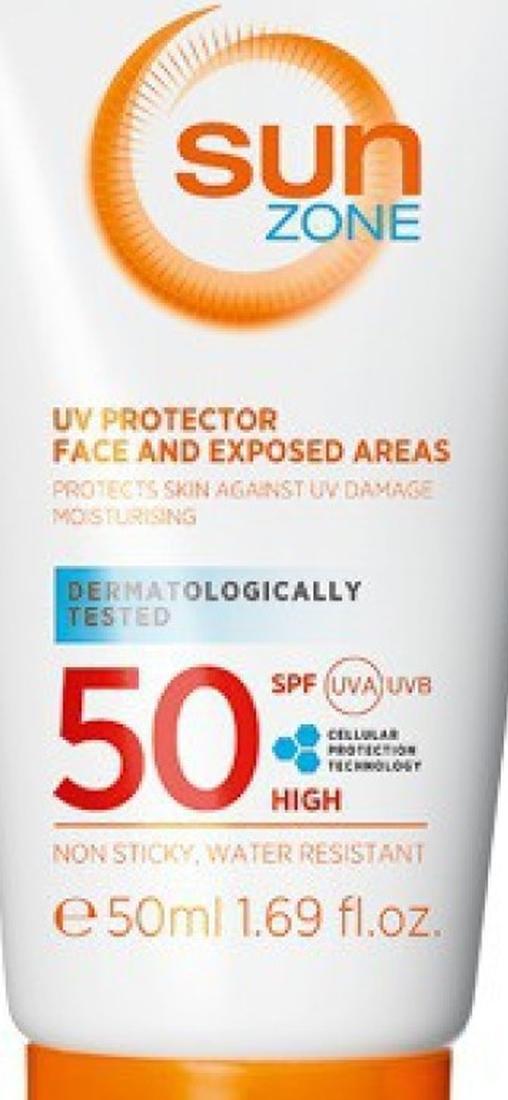 sun
ZONE
UV PROTECTOR
FACE AND EXPOSED AREAS
PROTECTS SKIN AGAINST UV DAMAGE
MOISTURISING
DERMATOLOGICALLY
TESTED
50
SPF UVA UVB
CELLULAR
PROTECTION
TECHNOLOGY
HIGH
NON STICKY, WATER RESISTANT
℮ 50ml 1.69 fl.oz.